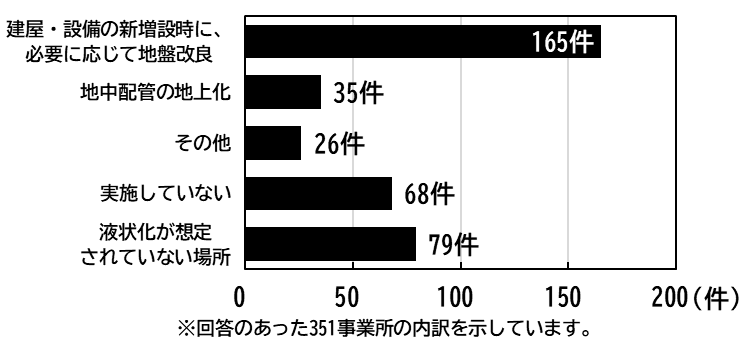 建屋・設備の新増設時に、
必要に応じて地盤改良
165件
地中配管の地上化
35件
その他
26件
実施していない
68件
液状化が想定
されていない場所
79件
0 50 100 150 200(件)
※回答のあった351事業所の内訳を示しています。